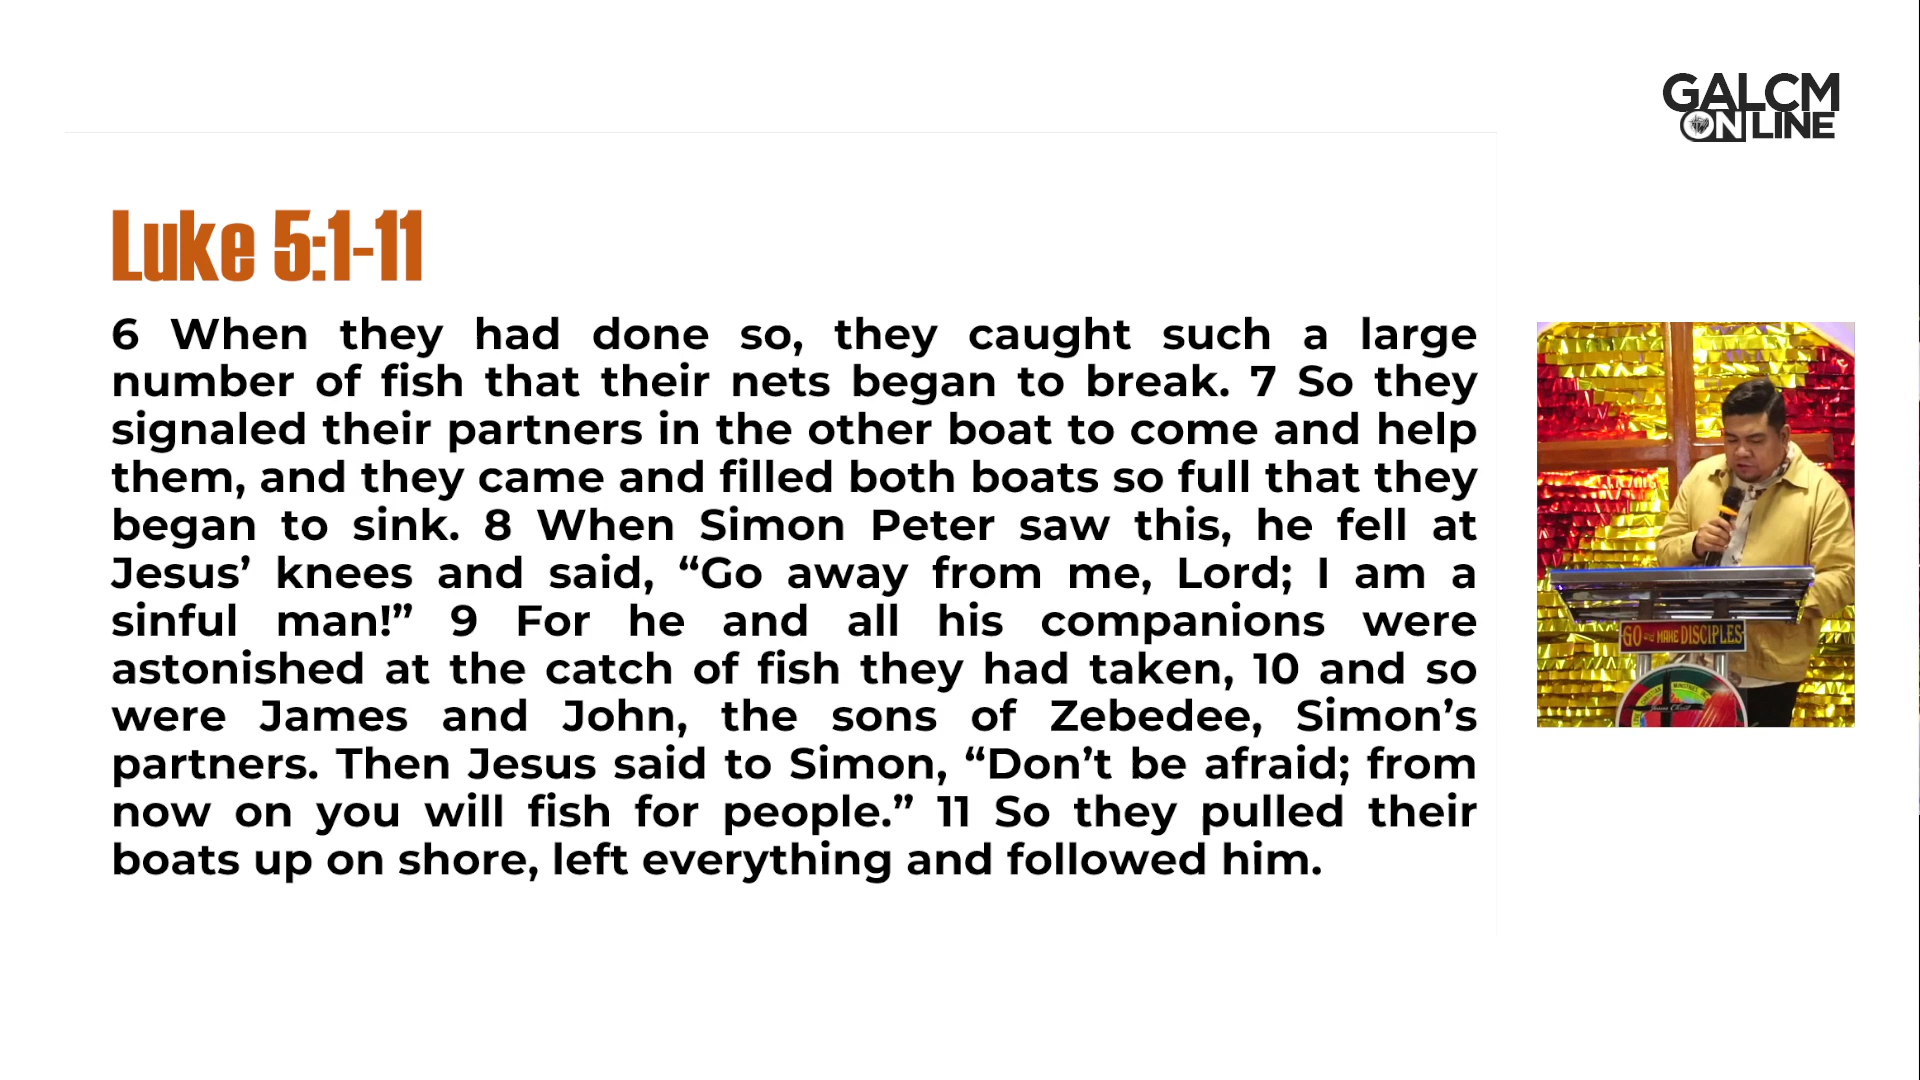 GALCM
ON LINE
Luke 5:1-11
6 When they had done so, they caught such a large
number of fish that their nets began to break. 7 So they
signaled their partners in the other boat to come and help
them, and they came and filled both boats so full that they
began to sink. 8 When Simon Peter saw this, he fell at
Jesus’ knees and said, “Go away from me, Lord; I am a
sinful man!” 9 For he and all his companions were
astonished at the catch of fish they had taken, 10 and so
were James and John, the sons of Zebedee, Simon’s
partners. Then Jesus said to Simon, “Don’t be afraid; from
now on you will fish for people.” 11 So they pulled their
boats up on shore, left everything and followed him.
GO and MAKE DISCIPLES